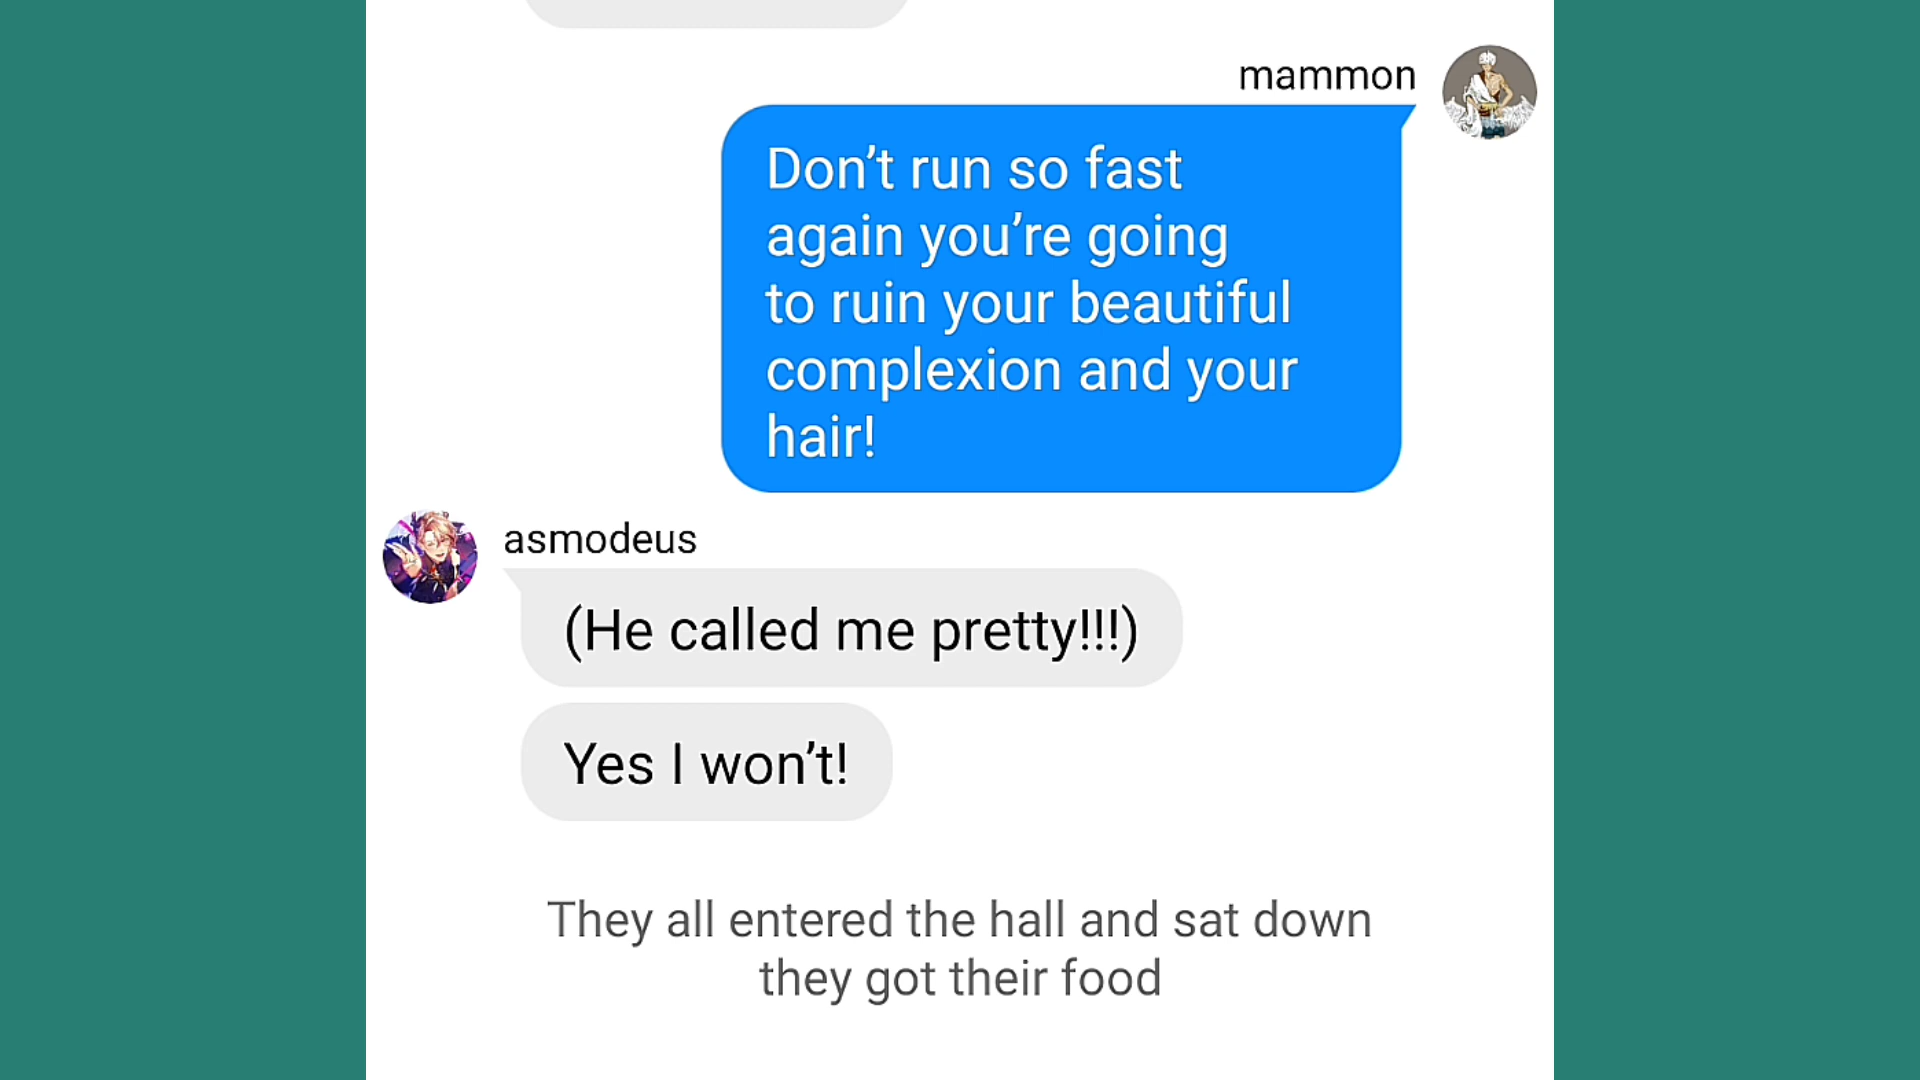 mammon
Don’t run so fast
again you’re going
to ruin your beautiful
complexion and your
hair!
asmodeus
(He called me pretty!!!)
Yes I won’t!
They all entered the hall and sat down
they got their food